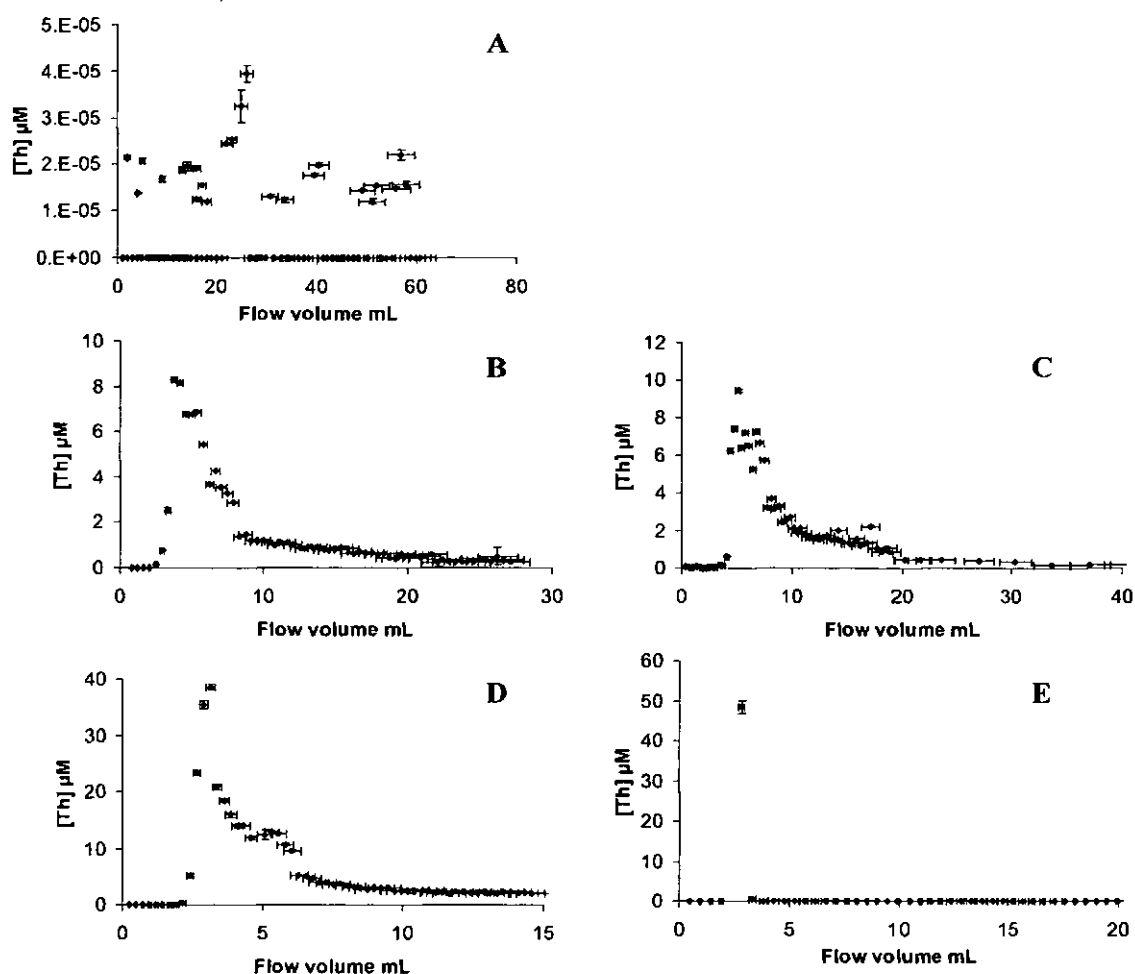 A
[Th] µM
5.E-05
4.E-05
3.E-05
2.E-05
1.E-05
0.E+00
0 20 40 60 80
Flow volume mL
B
[Th] µM
10
8
6
4
2
0
0 10 20 30
Flow volume mL
C
[Th] µM
12
10
8
6
4
2
0
0 10 20 30 40
Flow volume mL
D
[Th] µM
40
30
20
10
0
0 5 10 15
Flow volume mL
E
[Th] µM
60
50
40
30
20
10
0
0 5 10 15 20
Flow volume mL